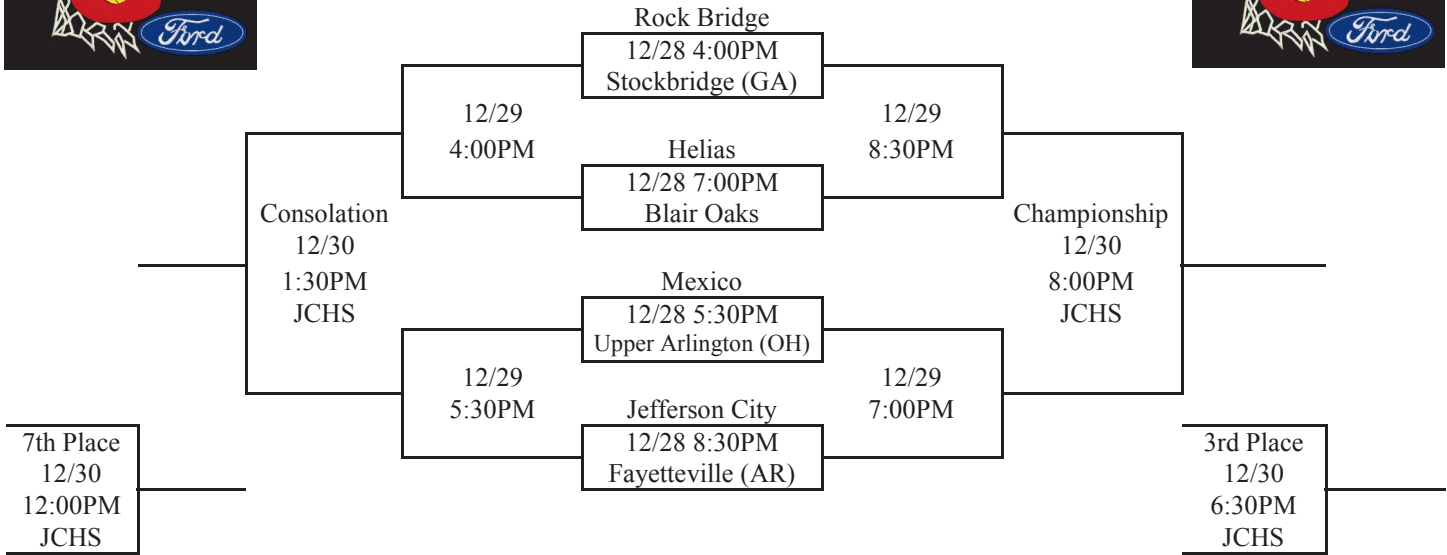 Ford
Ford
Rock Bridge
12/28 4:00PM
Stockbridge (GA)
12/29
4:00PM
12/29
8:30PM
Helias
12/28 7:00PM
Blair Oaks
Consolation
12/30
1:30PM
JCHS
Championship
12/30
8:00PM
JCHS
Mexico
12/28 5:30PM
Upper Arlington (OH)
12/29
5:30PM
12/29
7:00PM
Jefferson City
12/28 8:30PM
Fayetteville (AR)
7th Place
12/30
12:00PM
JCHS
3rd Place
12/30
6:30PM
JCHS